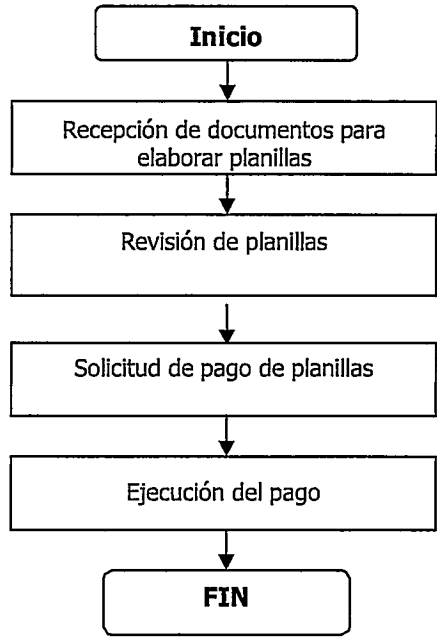 Inicio
Recepción de documentos para
elaborar planillas
Revisión de planillas
Solicitud de pago de planillas
Ejecución del pago
FIN